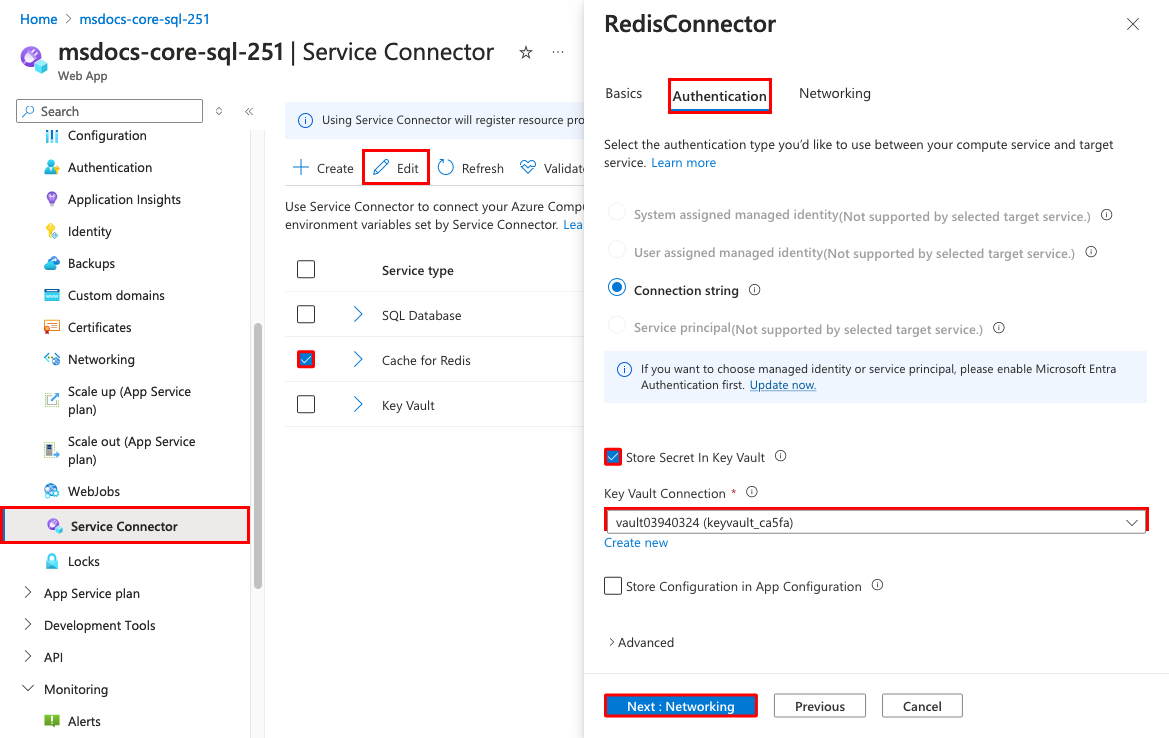 Home > msdocs-core-sql-251
msdocs-core-sql-251 | Service Connector
Web App
Search
Configuration
Authentication
Application Insights
Identity
Backups
Custom domains
Certificates
Networking
Scale up (App Service
plan)
Scale out (App Service
plan)
WebJobs
Service Connector
Locks
App Service plan
Development Tools
API
Monitoring
Alerts
Using Service Connector will register resource pro
Create
Edit
Refresh
Validate
Use Service Connector to connect your Azure Compu
environment variables set by Service Connector. Lea
Service type
SQL Database
Cache for Redis
Key Vault
RedisConnector
Basics
Authentication
Networking
Select the authentication type you'd like to use between your compute service and target
service. Learn more
System assigned managed identity(Not supported by selected target service.)
User assigned managed identity(Not supported by selected target service.)
Connection string
Service principal(Not supported by selected target service.)
If you want to choose managed identity or service principal, please enable Microsoft Entra
Authentication first. Update now.
Store Secret In Key Vault
Key Vault Connection *
vault03940324 (keyvault_ca5fa)
Create new
Store Configuration in App Configuration
Advanced
Next : Networking
Previous
Cancel